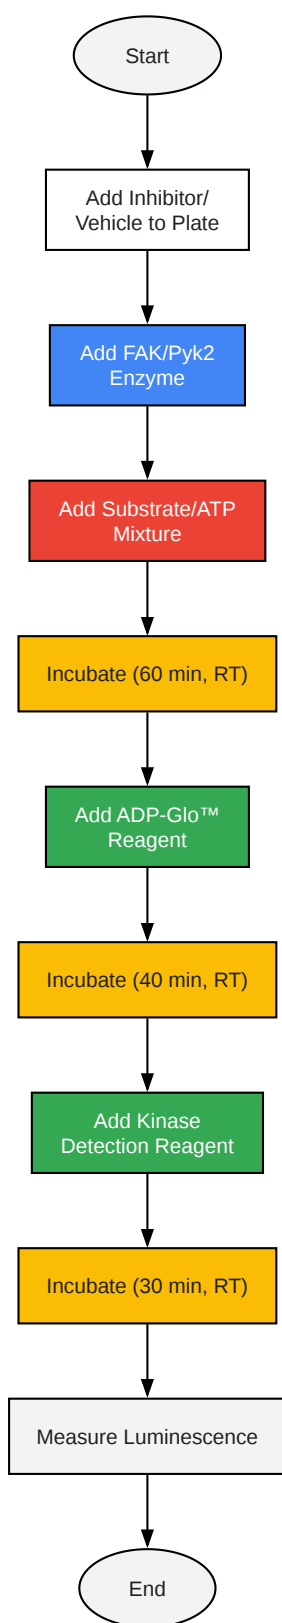 Start
Add Inhibitor/
Vehicle to Plate
Add FAK/Pyk2
Enzyme
Add Substrate/ATP
Mixture
Incubate (60 min, RT)
Add ADP-Glo™
Reagent
Incubate (40 min, RT)
Add Kinase
Detection Reagent
Incubate (30 min, RT)
Measure Luminescence
End